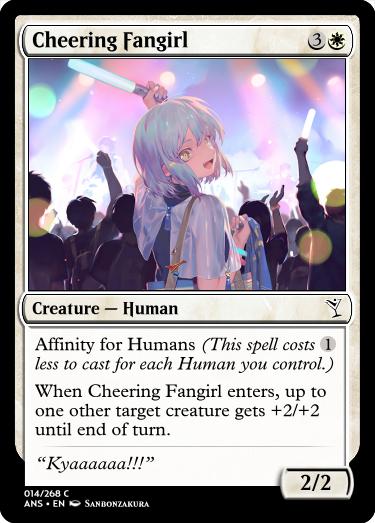 Cheering Fangirl 3
Creature — Human
Affinity for Humans (This spell costs 1
less to cast for each Human you control.)
When Cheering Fangirl enters, up to
one other target creature gets +2/+2
until end of turn.
“Kyaaaaaa!!!”
2/2
014/268 C
ANS • EN Sanbonzakura